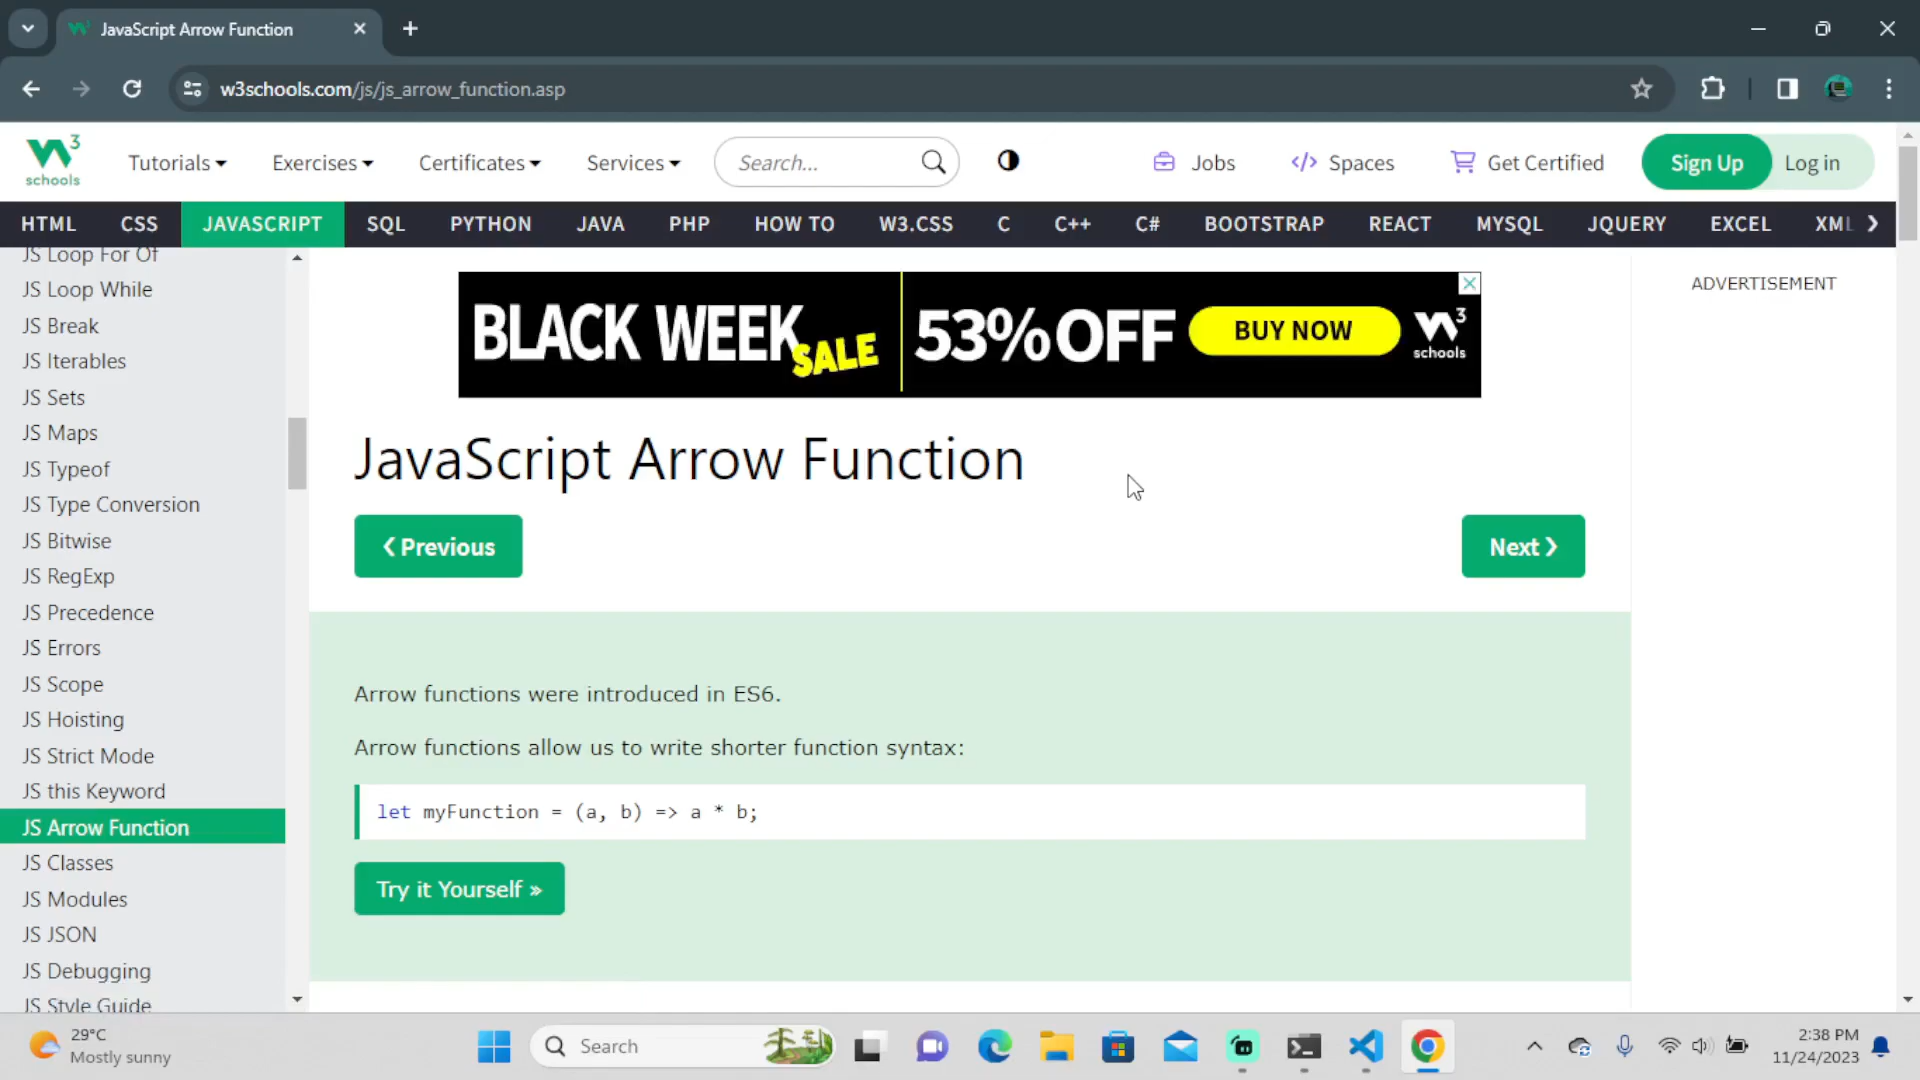 JavaScript Arrow Function
w3schools.com/js/js_arrow_function.asp
W3 schools
Tutorials
Exercises
Certificates
Services
Search...
Jobs
</> Spaces
Get Certified
Sign Up
Log in
HTML CSS JAVASCRIPT SQL PYTHON JAVA PHP HOW TO W3.CSS C C++ C# BOOTSTRAP REACT MYSQL JQUERY EXCEL XML
JS Loop For Of
JS Loop While
JS Break
JS Iterables
JS Sets
JS Maps
JS Typeof
JS Type Conversion
JS Bitwise
JS RegExp
JS Precedence
JS Errors
JS Scope
JS Hoisting
JS Strict Mode
JS this Keyword
JS Arrow Function
JS Classes
JS Modules
JS JSON
JS Debugging
JS Style Guide
BLACK WEEK SALE 53% OFF BUY NOW W3 schools
ADVERTISEMENT
JavaScript Arrow Function
❮ Previous
Next ❯
Arrow functions were introduced in ES6.
Arrow functions allow us to write shorter function syntax:
let myFunction = (a, b) => a * b;
Try it Yourself »
29°C
Mostly sunny
Search
2:38 PM
11/24/2023